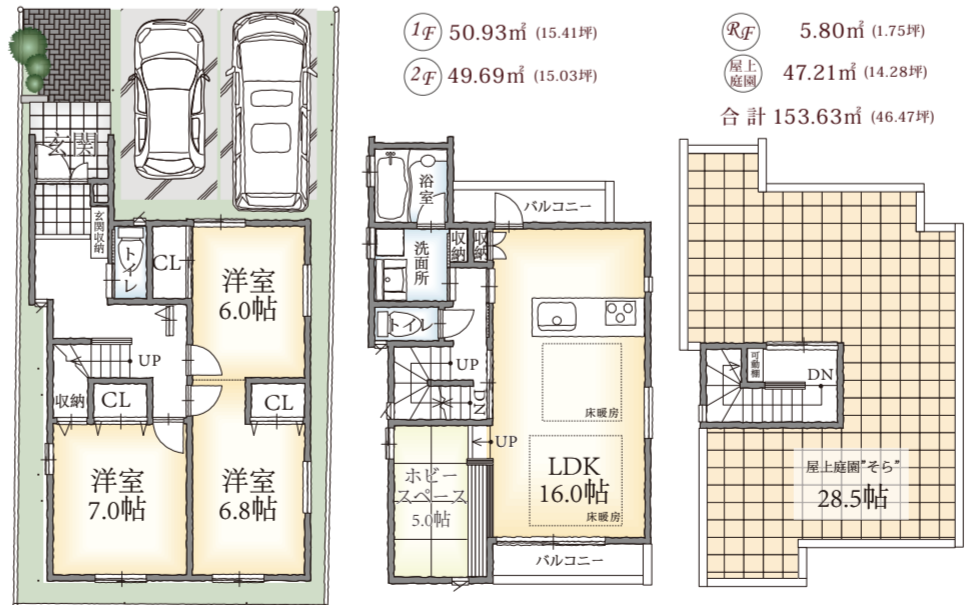 1F 50.93㎡ (15.41坪)
2F 49.69㎡ (15.03坪)
RF 5.80㎡ (1.75坪)
屋上庭園 47.21㎡ (14.28坪)
合計 153.63㎡ (46.47坪)
玄関
玄関収納
トイレ
CL
洋室
6.0帖
UP
収納
CL
CL
洋室
7.0帖
洋室
6.8帖
浴室
バルコニー
洗面所
収納
収納
トイレ
UP
DN
床暖房
UP
ホビー
スペース
5.0帖
LDK
16.0帖
床暖房
バルコニー
可動棚
DN
屋上庭園"そら"
28.5帖